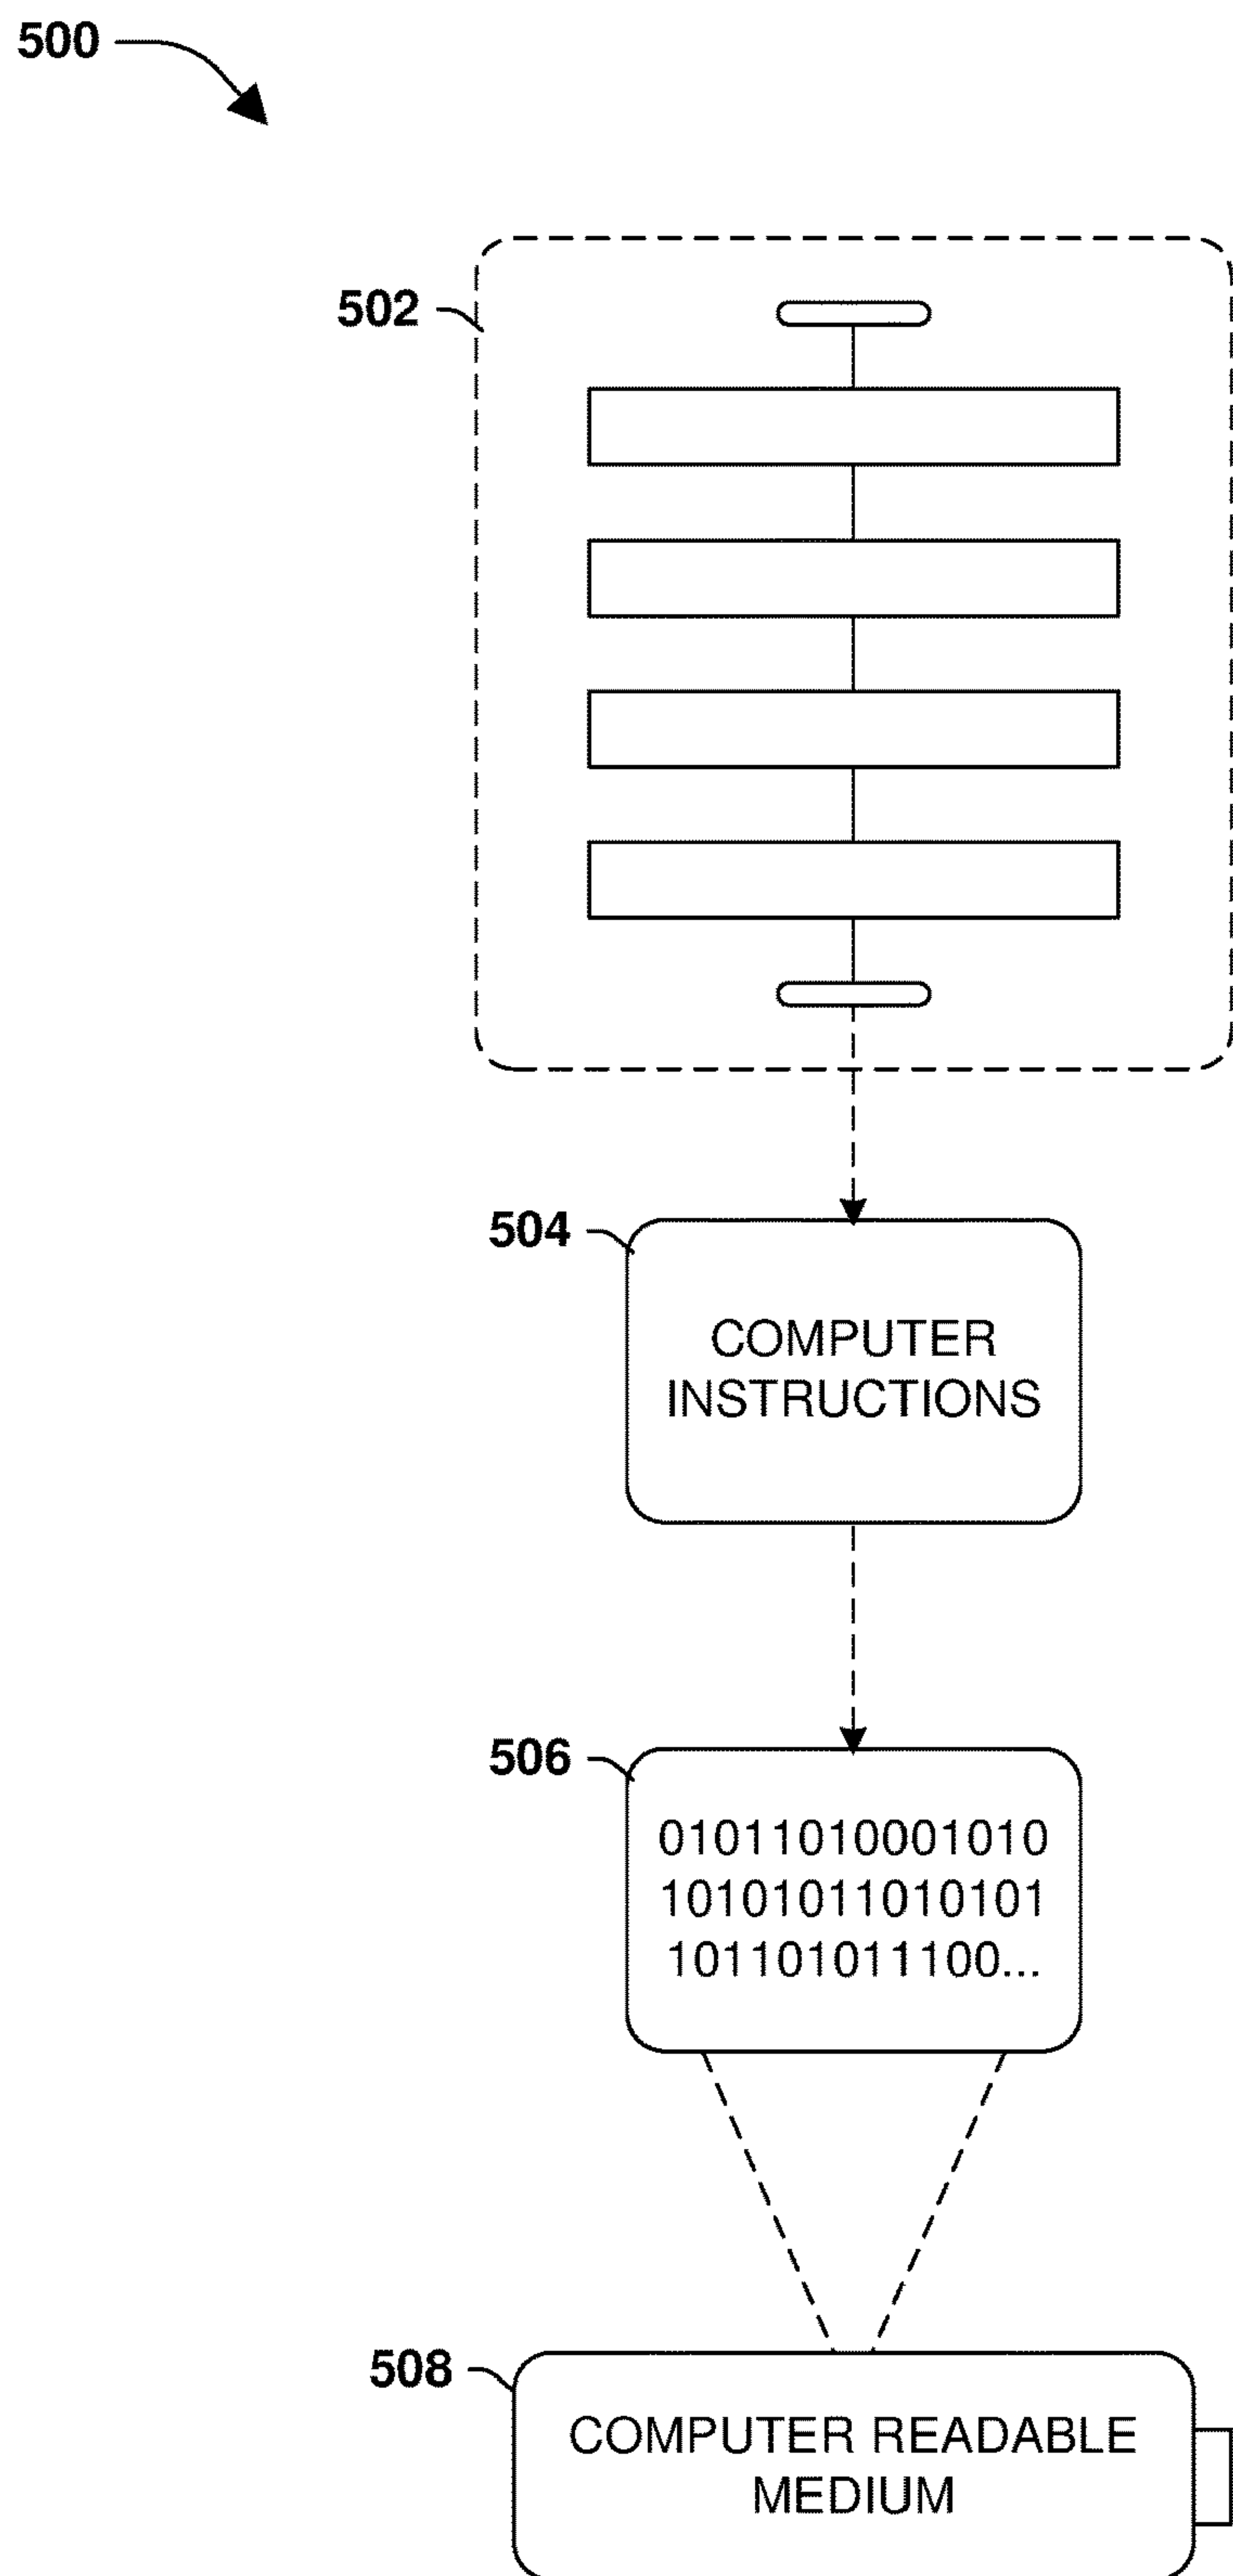 500
502
504
COMPUTER
INSTRUCTIONS
506
01011010001010
10101011010101
101101011100...
508
COMPUTER READABLE
MEDIUM